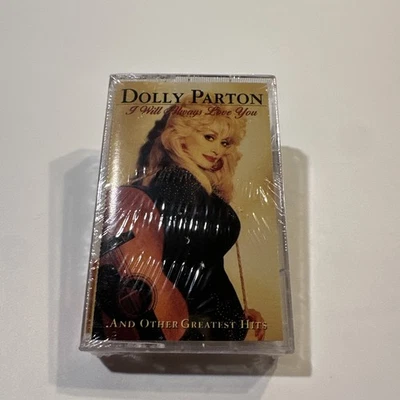 DOLLY PARTON
I Will Always Love You
...AND OTHER GREATEST HITS